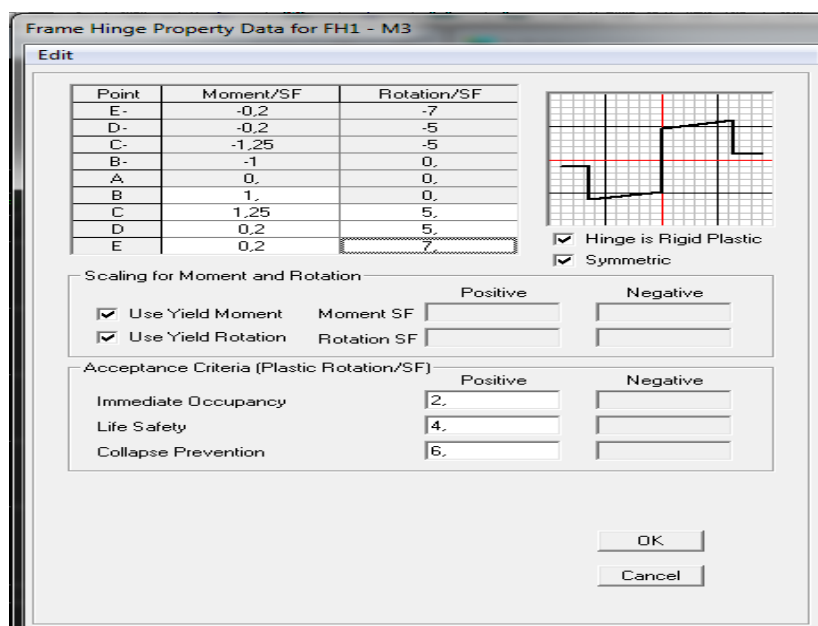 Frame Hinge Property Data for FH1 - M3
Edit
Point Moment/SF Rotation/SF
E- -0,2 -7
D- -0,2 -5
C- -1,25 -5
B- -1 0,
A 0, 0,
B 1, 0,
C 1,25 5,
D 0,2 5,
E 0,2 7,
Hinge is Rigid Plastic
Symmetric
Scaling for Moment and Rotation
Positive Negative
Use Yield Moment Moment SF
Use Yield Rotation Rotation SF
Acceptance Criteria (Plastic Rotation/SF)
Positive Negative
Immediate Occupancy 2,
Life Safety 4,
Collapse Prevention 6,
OK
Cancel